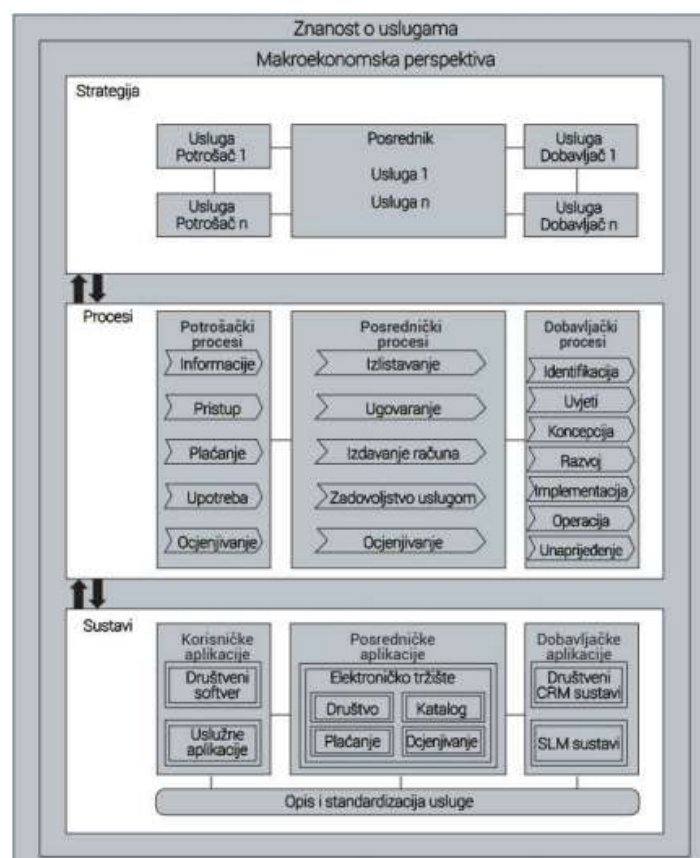 Znanost o uslugama
Makroekonomska perspektiva
Strategija
Usluga
Potrošač 1
Posrednik
Usluga 1
Usluga n
Usluga
Dobavljač 1
Usluga
Potrošač n
Usluga
Dobavljač n
Procesi
Potrošački
procesi
Informacije
Pristup
Plaćanje
Upotreba
Ocjenjivanje
Posrednički
procesi
Izlistavanje
Ugovaranje
Izdavanje računa
Zadovoljstvo uslugom
Ocjenjivanje
Dobavljački
procesi
Identifikacija
Uvjeti
Koncepcija
Razvoj
Implementacija
Operacija
Unaprijeđenje
Sustavi
Korisničke
aplikacije
Društveni
softver
Uslužne
aplikacije
Posredničke
aplikacije
Elektroničko tržište
Društvo
Katalog
Plaćanje
Ocjenjivanje
Dobavljačke
aplikacije
Društveni
CRM sustavi
SLM sustavi
Opis i standardizacija usluge